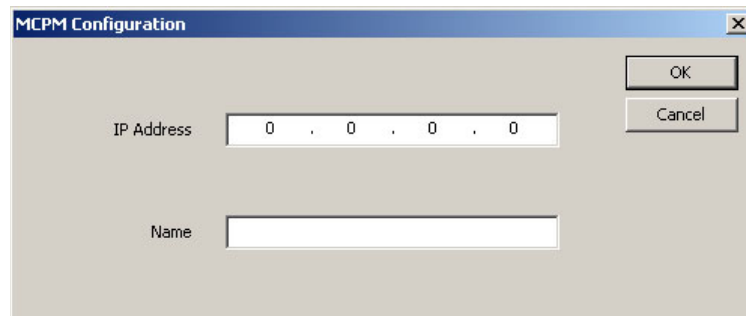 MCPM Configuration
OK
IP Address 0 . 0 . 0 . 0
Cancel
Name